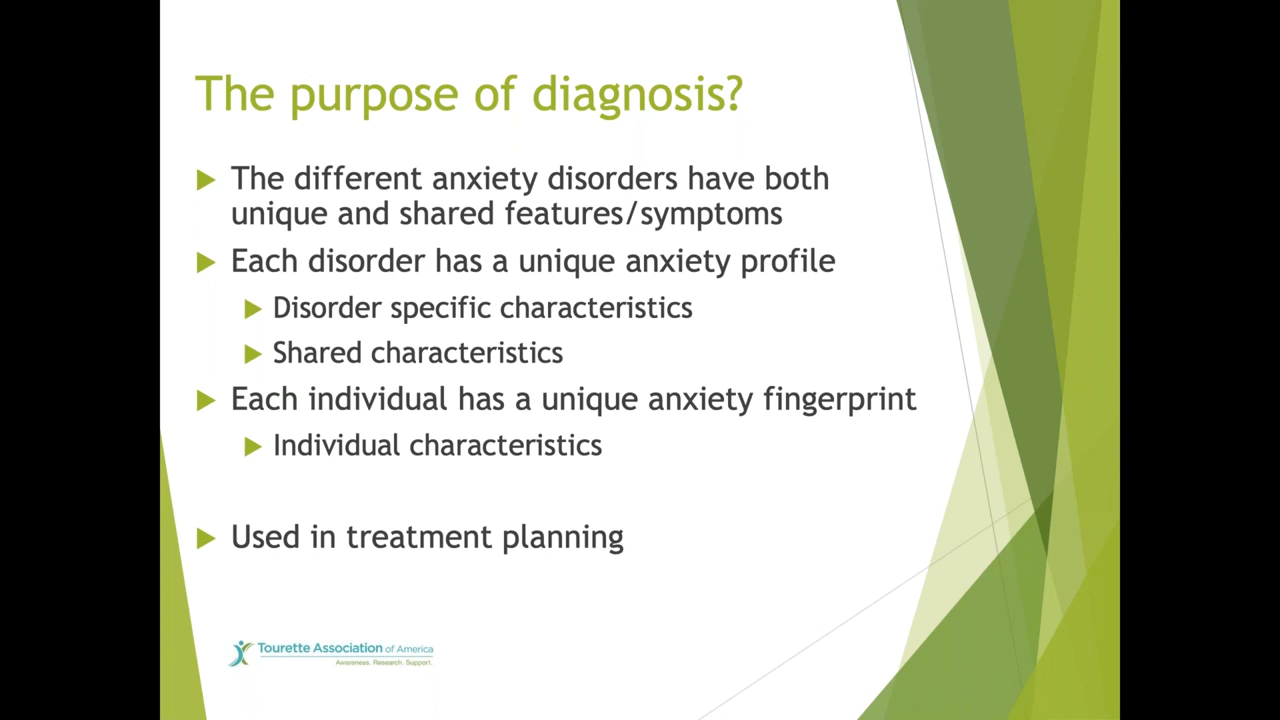 The purpose of diagnosis?
The different anxiety disorders have both
unique and shared features/symptoms
Each disorder has a unique anxiety profile
Disorder specific characteristics
Shared characteristics
Each individual has a unique anxiety fingerprint
Individual characteristics
Used in treatment planning
Tourette Association of America
Awareness. Research. Support.